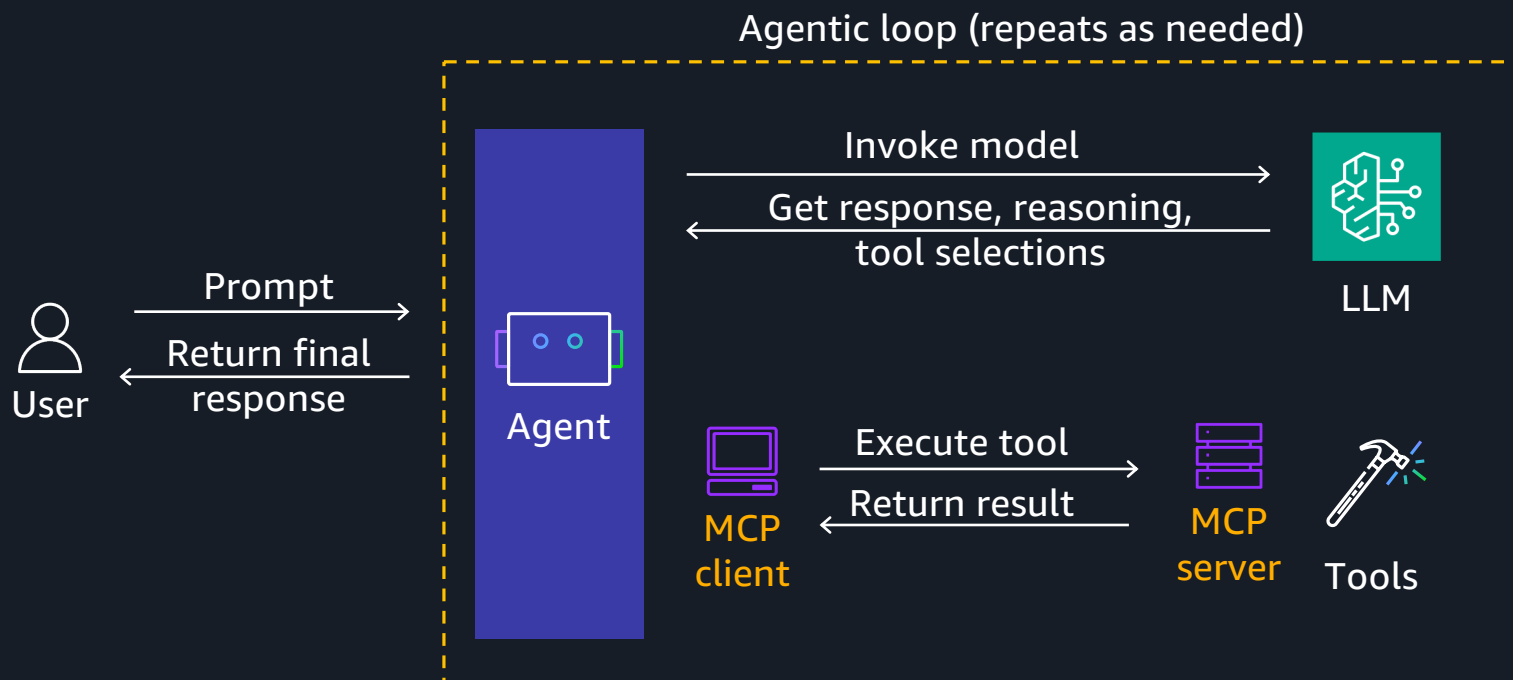 Agentic loop (repeats as needed)
Invoke model
Get response, reasoning,
tool selections
LLM
Prompt
Return final
response
User
Agent
Execute tool
Return result
MCP
client
MCP
server
Tools